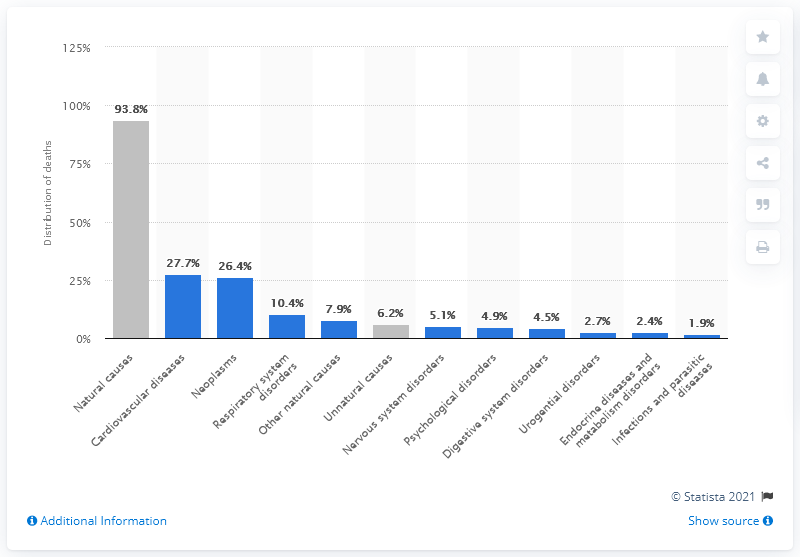 125%
100%
75%
50%
25%
0%
Distribution of deaths
93.8%
27.7%
26.4%
10.4%
7.9%
6.2%
5.1%
4.9%
4.5%
2.7%
2.4%
1.9%
Natural causes
Cardiovascular diseases
Neoplasms
Respiratory system
disorders
Other natural causes
Unnatural causes
Nervous system disorders
Psychological disorders
Digestive system disorders
Urogential disorders
Endocrine diseases and
metabolism disorders
Infections and parasitic
diseases
© Statista 2021
Additional Information
Show source